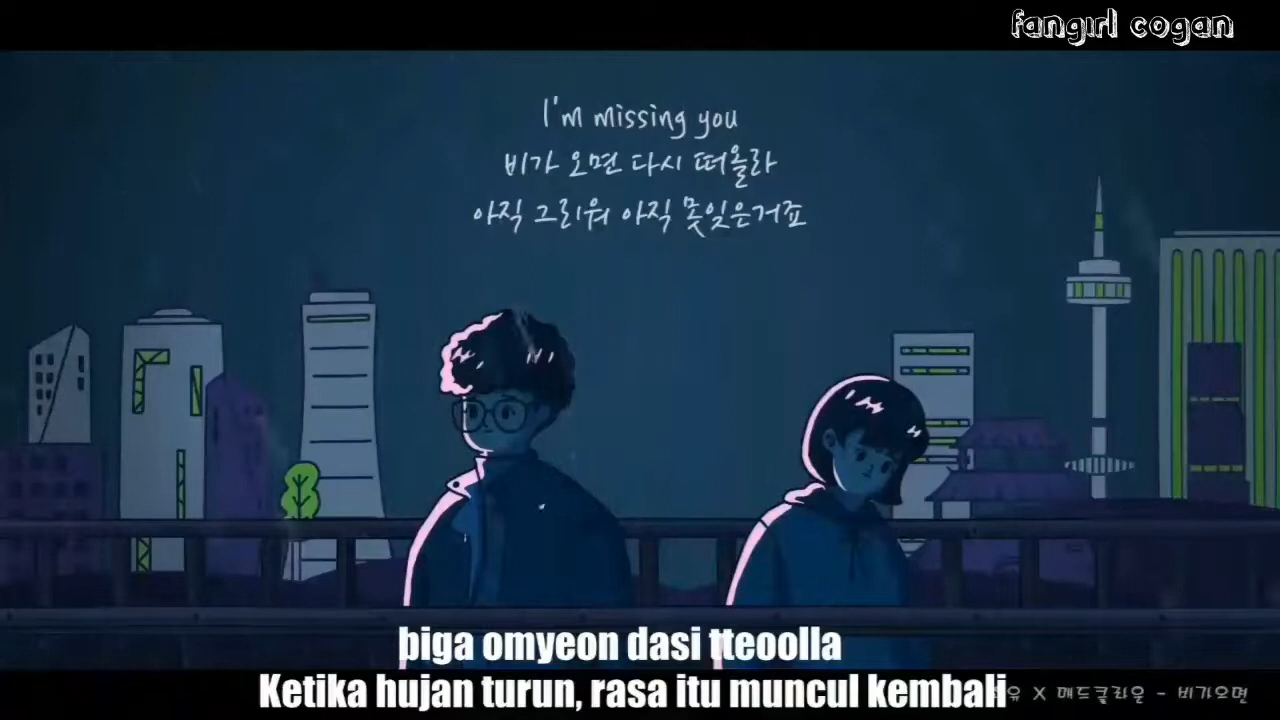 fangirl cogan
I'm missing you
비가 오면 다시 떠올라
아직 그리워 아직 못잊은거죠
biga omyeon dasi tteoolla
Ketika hujan turun, rasa itu muncul kembali
유 X 매드클라운 - 비가오면